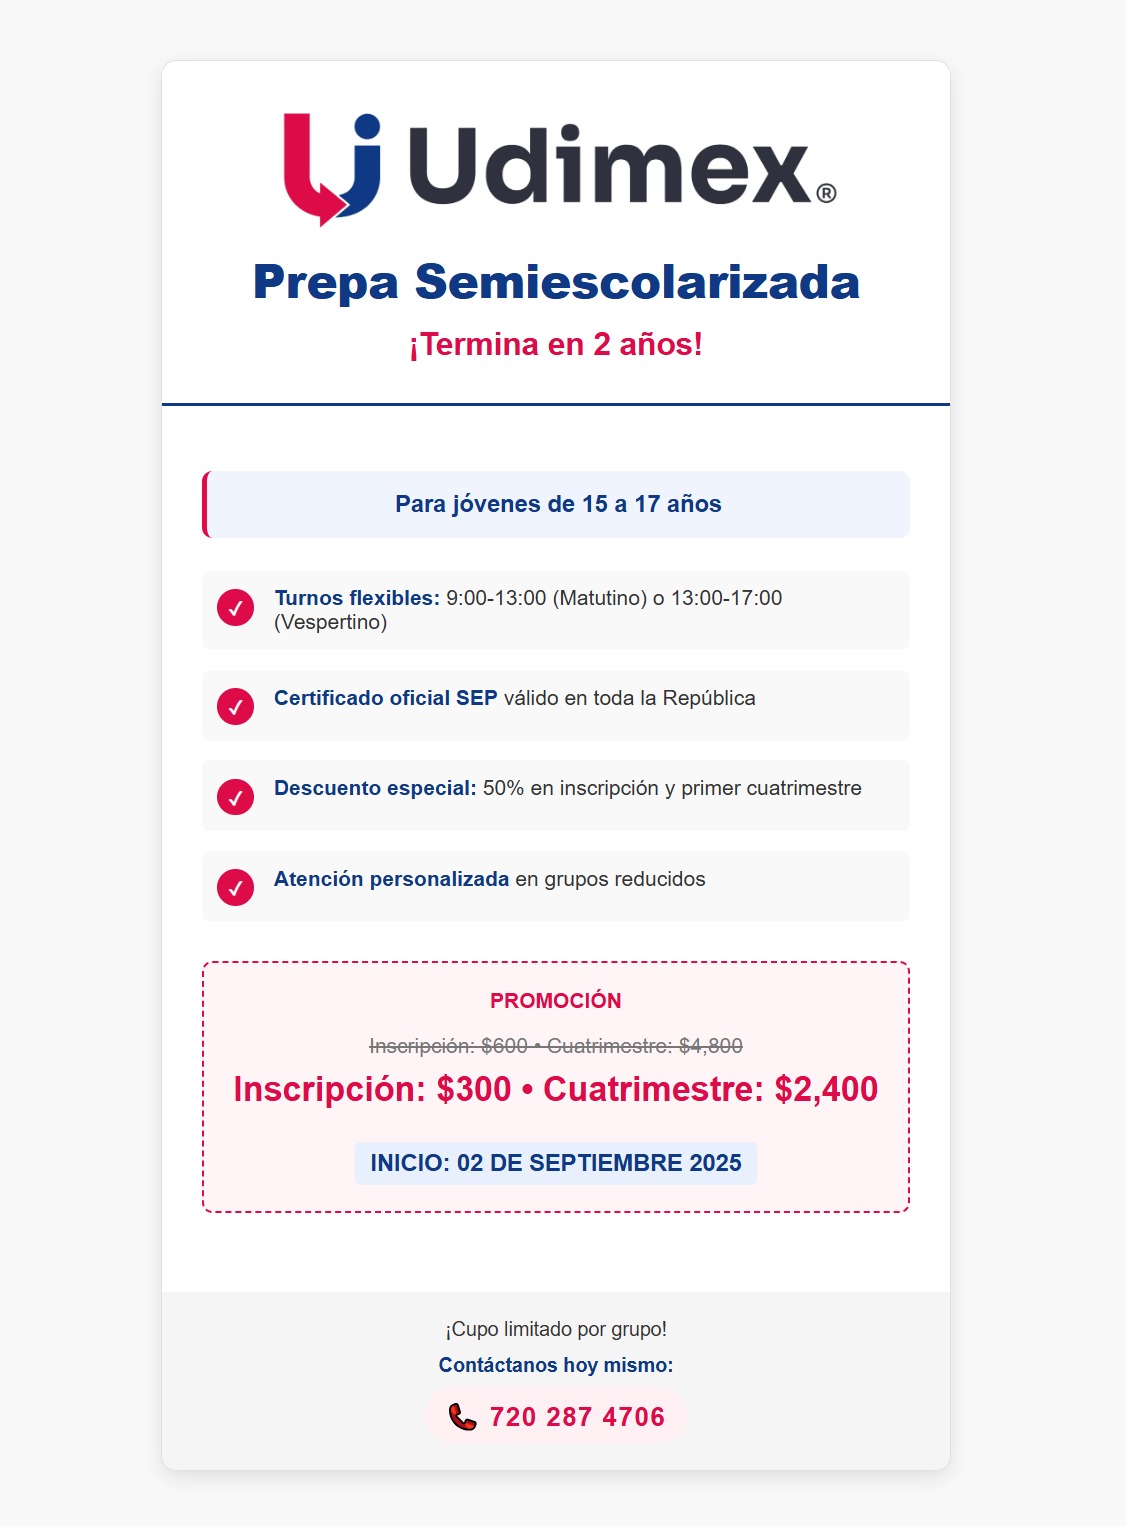 Udimex®
Prepa Semiescolarizada
¡Termina en 2 años!
Para jóvenes de 15 a 17 años
✓ Turnos flexibles: 9:00-13:00 (Matutino) o 13:00-17:00
(Vespertino)
✓ Certificado oficial SEP válido en toda la República
✓ Descuento especial: 50% en inscripción y primer cuatrimestre
✓ Atención personalizada en grupos reducidos
PROMOCIÓN
Inscripción: $600 • Cuatrimestre: $4,800
Inscripción: $300 • Cuatrimestre: $2,400
INICIO: 02 DE SEPTIEMBRE 2025
¡Cupo limitado por grupo!
Contáctanos hoy mismo:
720 287 4706